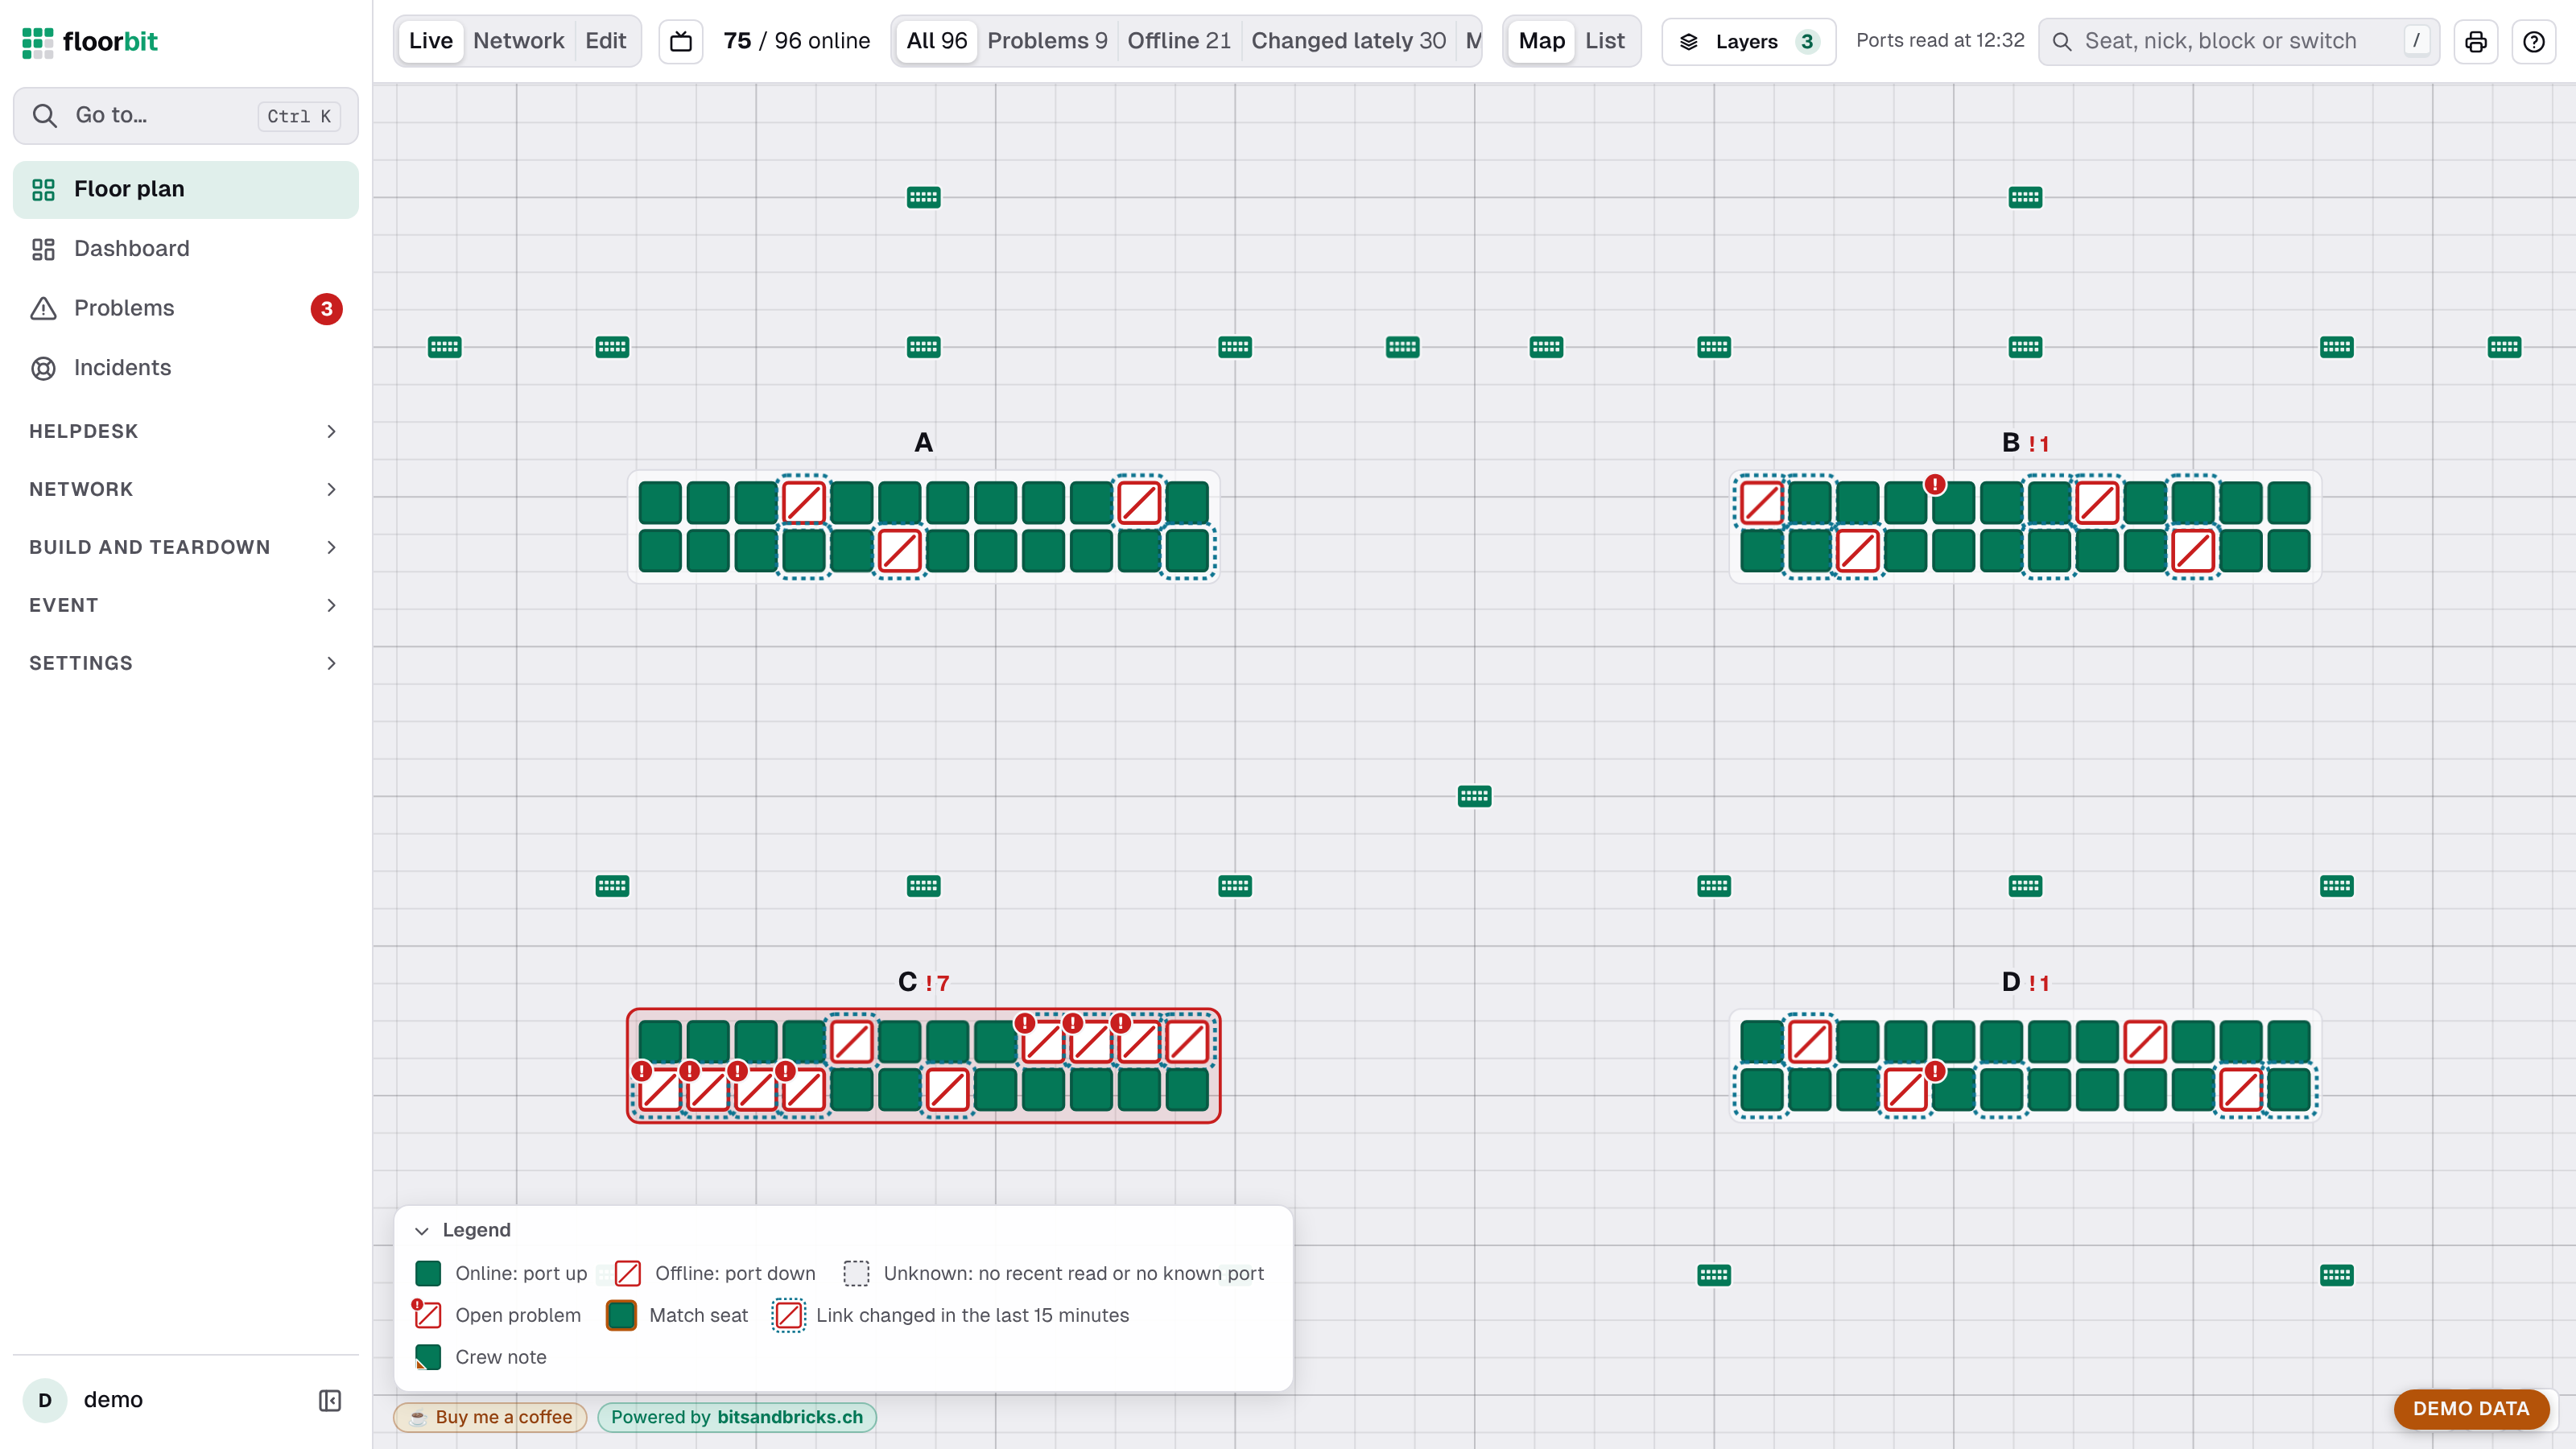 floorbit
Live Network Edit
75 / 96 online
All 96 Problems 9 Offline 21 Changed lately 30 M
Map List
Layers 3
Ports read at 12:32
Seat, nick, block or switch /
Go to... Ctrl K
Floor plan
Dashboard
Problems 3
Incidents
HELPDESK
NETWORK
BUILD AND TEARDOWN
EVENT
SETTINGS
A
B !1
C !7
D !1
Legend
Online: port up
Offline: port down
Unknown: no recent read or no known port
Open problem
Match seat
Link changed in the last 15 minutes
Crew note
D demo
Buy me a coffee
Powered by bitsandbricks.ch
DEMO DATA